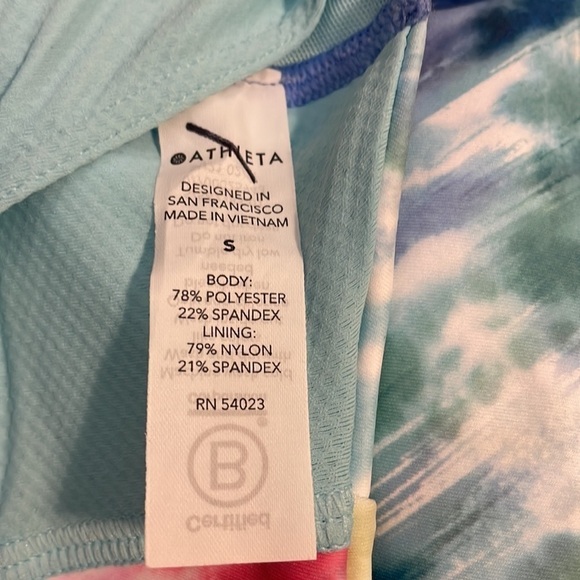 ATHLETA
DESIGNED IN
SAN FRANCISCO
MADE IN VIETNAM
S
BODY:
78% POLYESTER
22% SPANDEX
LINING:
79% NYLON
21% SPANDEX
RN 54023
B
Certified